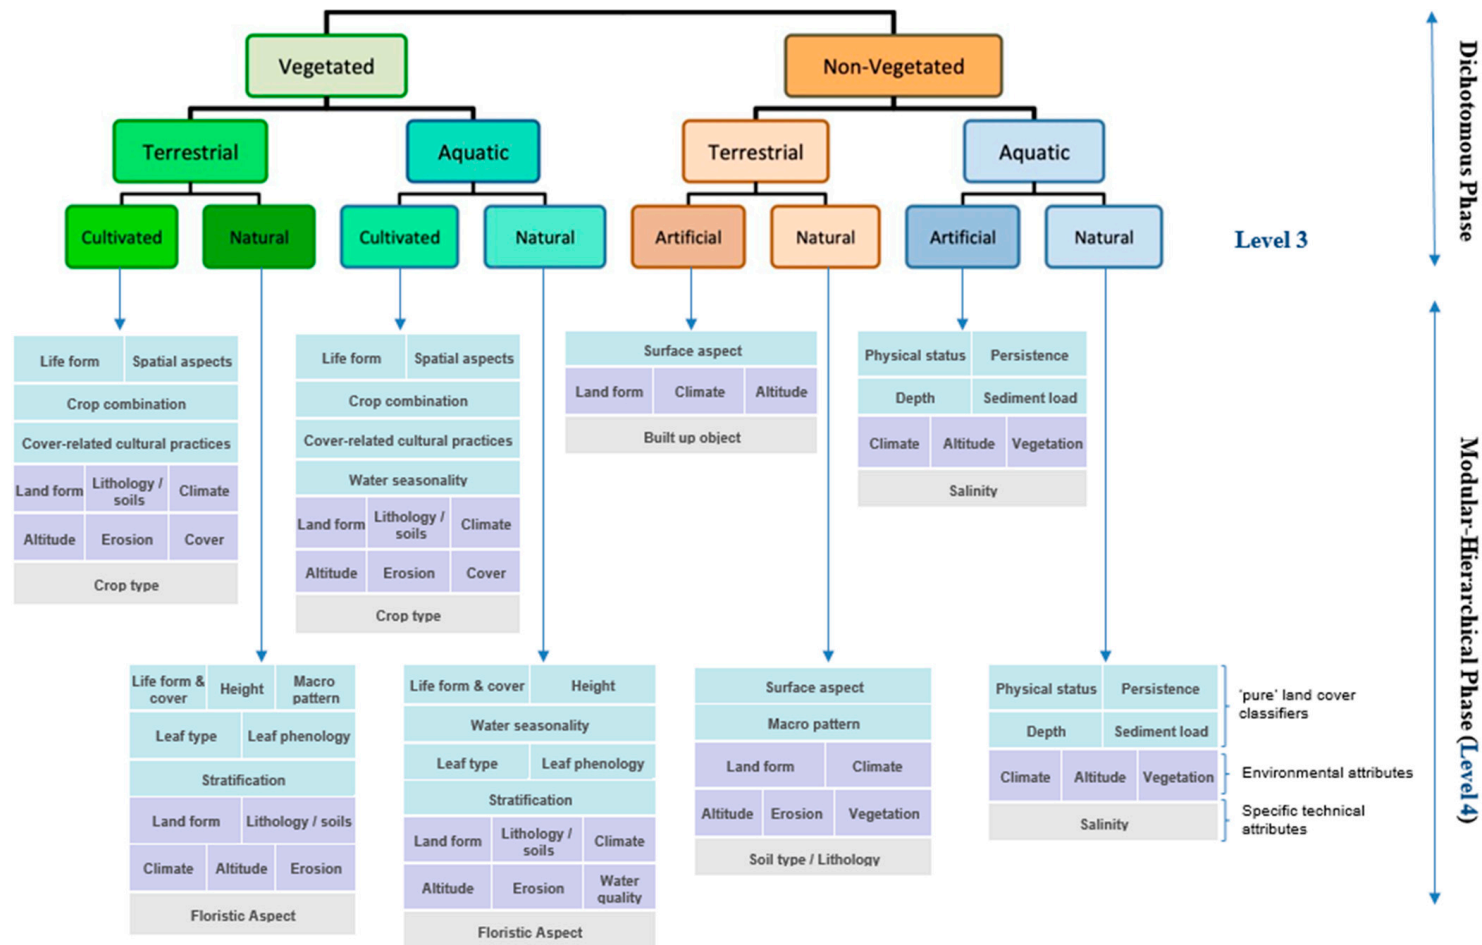 Vegetated
Non-Vegetated
Terrestrial
Aquatic
Terrestrial
Aquatic
Cultivated
Natural
Cultivated
Natural
Artificial
Natural
Artificial
Natural
Level 3
Dichotomous Phase
Modular-Hierarchical Phase (Level 4)
Life form
Spatial aspects
Crop combination
Cover-related cultural practices
Land form
Lithology /
soils
Climate
Altitude
Erosion
Cover
Crop type
Life form
Spatial aspects
Crop combination
Cover-related cultural practices
Water seasonality
Land form
Lithology /
soils
Climate
Altitude
Erosion
Cover
Crop type
Surface aspect
Land form
Climate
Altitude
Built up object
Physical status
Persistence
Depth
Sediment load
Climate
Altitude
Vegetation
Salinity
Life form &
cover
Height
Macro
pattern
Leaf type
Leaf phenology
Stratification
Land form
Lithology / soils
Climate
Altitude
Erosion
Floristic Aspect
Life form & cover
Height
Water seasonality
Leaf type
Leaf phenology
Stratification
Land form
Lithology /
soils
Climate
Altitude
Erosion
Water
quality
Floristic Aspect
Surface aspect
Macro pattern
Land form
Climate
Altitude
Erosion
Vegetation
Soil type / Lithology
Physical status
Persistence
Depth
Sediment load
Climate
Altitude
Vegetation
Salinity
'pure' land cover
classifiers
Environmental attributes
Specific technical
attributes